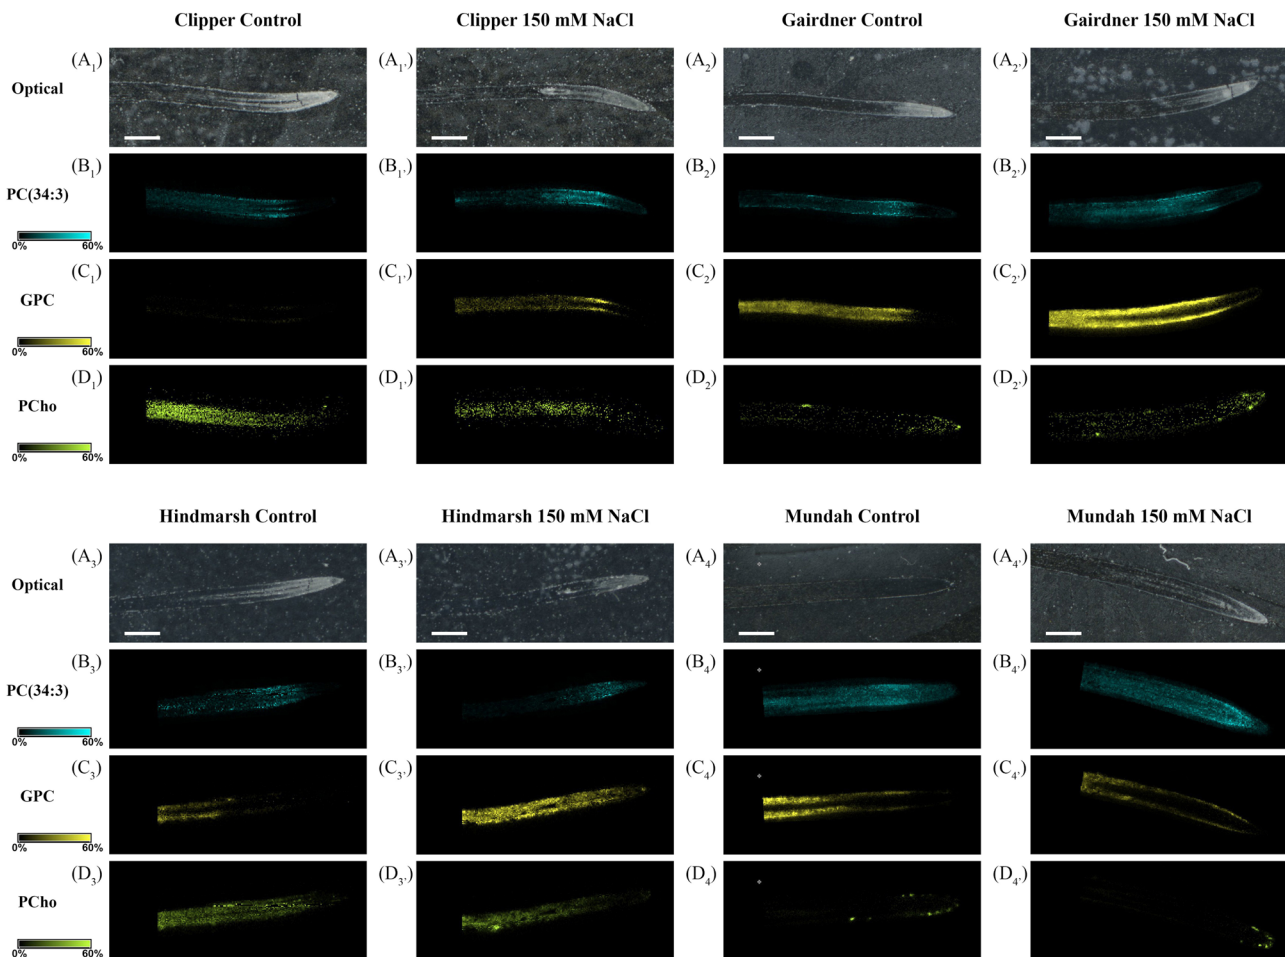 Clipper Control Clipper 150 mM NaCl Gairdner Control Gairdner 150 mM NaCl
Optical (A1) (A1') (A2) (A2')
PC(34:3) (B1) (B1') (B2) (B2')
0% 60%
GPC (C1) (C1') (C2) (C2')
0% 60%
PCho (D1) (D1') (D2) (D2')
0% 60%
Hindmarsh Control Hindmarsh 150 mM NaCl Mundah Control Mundah 150 mM NaCl
Optical (A3) (A3') (A4) (A4')
PC(34:3) (B3) (B3') (B4) (B4')
0% 60%
GPC (C3) (C3') (C4) (C4')
0% 60%
PCho (D3) (D3') (D4) (D4')
0% 60%